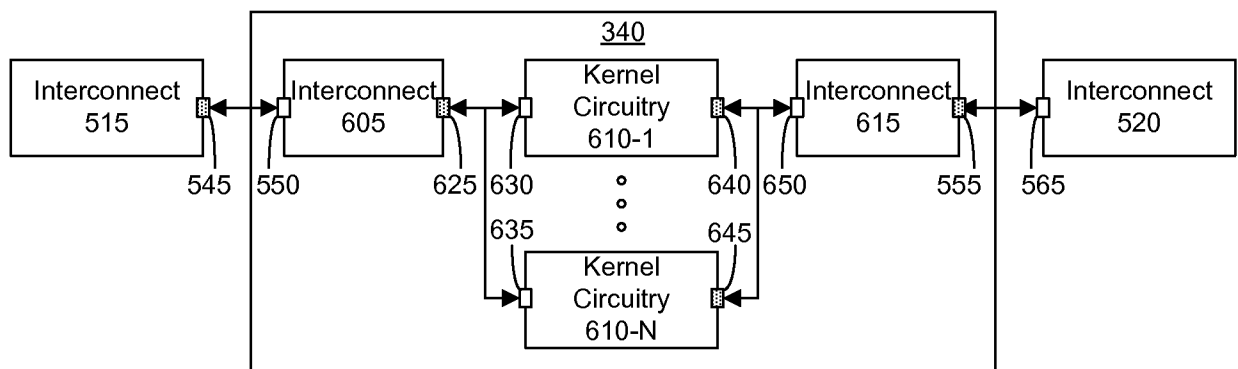 340
Interconnect
515
Interconnect
605
Kernel
Circuitry
610-1
Interconnect
615
Interconnect
520
545
550
625
630
640
650
555
565
635
645
Kernel
Circuitry
610-N